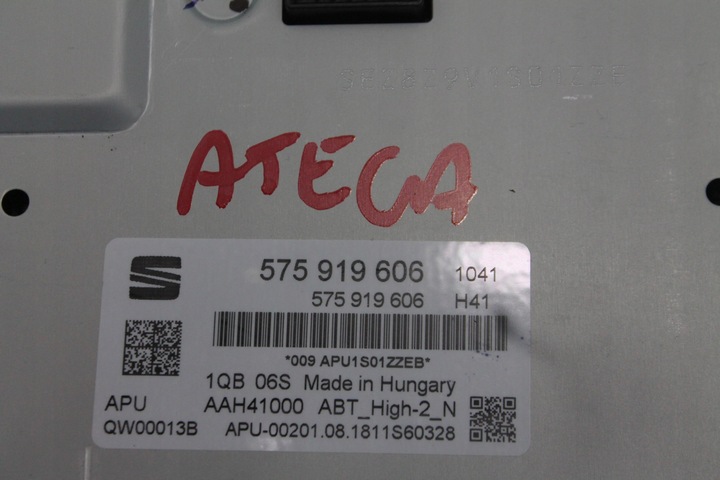 ATECA
575 919 606 1041
575 919 606 H41
*009 APU1S01ZZEB*
1QB 06S Made in Hungary
APU AAH41000 ABT_High-2_N
QW00013B APU-00201.08.1811S60328